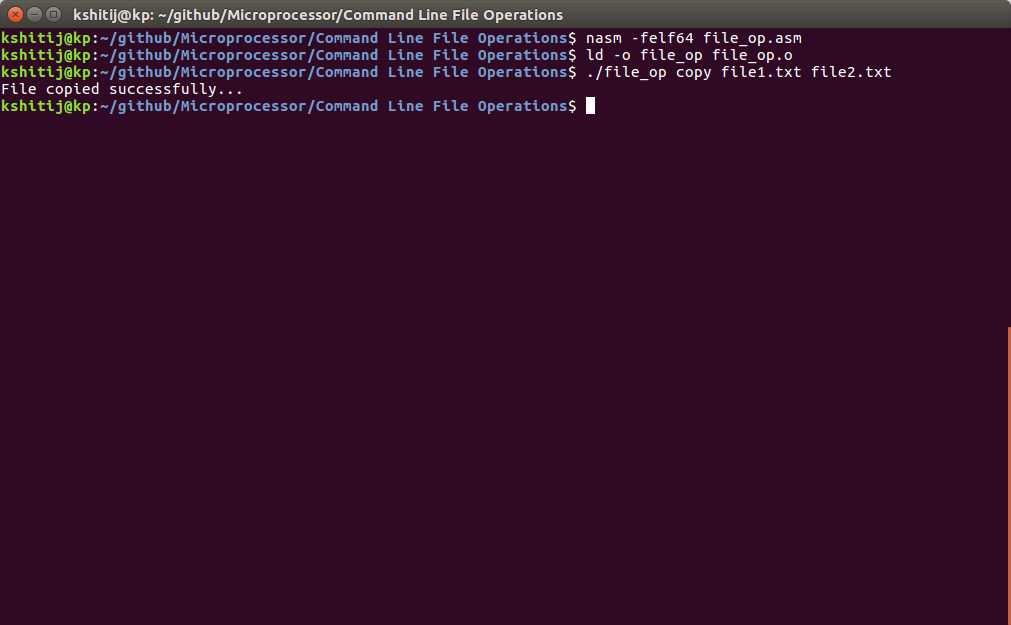 kshitij@kp: ~/github/Microprocessor/Command Line File Operations
kshitij@kp:~/github/Microprocessor/Command Line File Operations$ nasm -felf64 file_op.asm
kshitij@kp:~/github/Microprocessor/Command Line File Operations$ ld -o file_op file_op.o
kshitij@kp:~/github/Microprocessor/Command Line File Operations$ ./file_op copy file1.txt file2.txt
File copied successfully...
kshitij@kp:~/github/Microprocessor/Command Line File Operations$